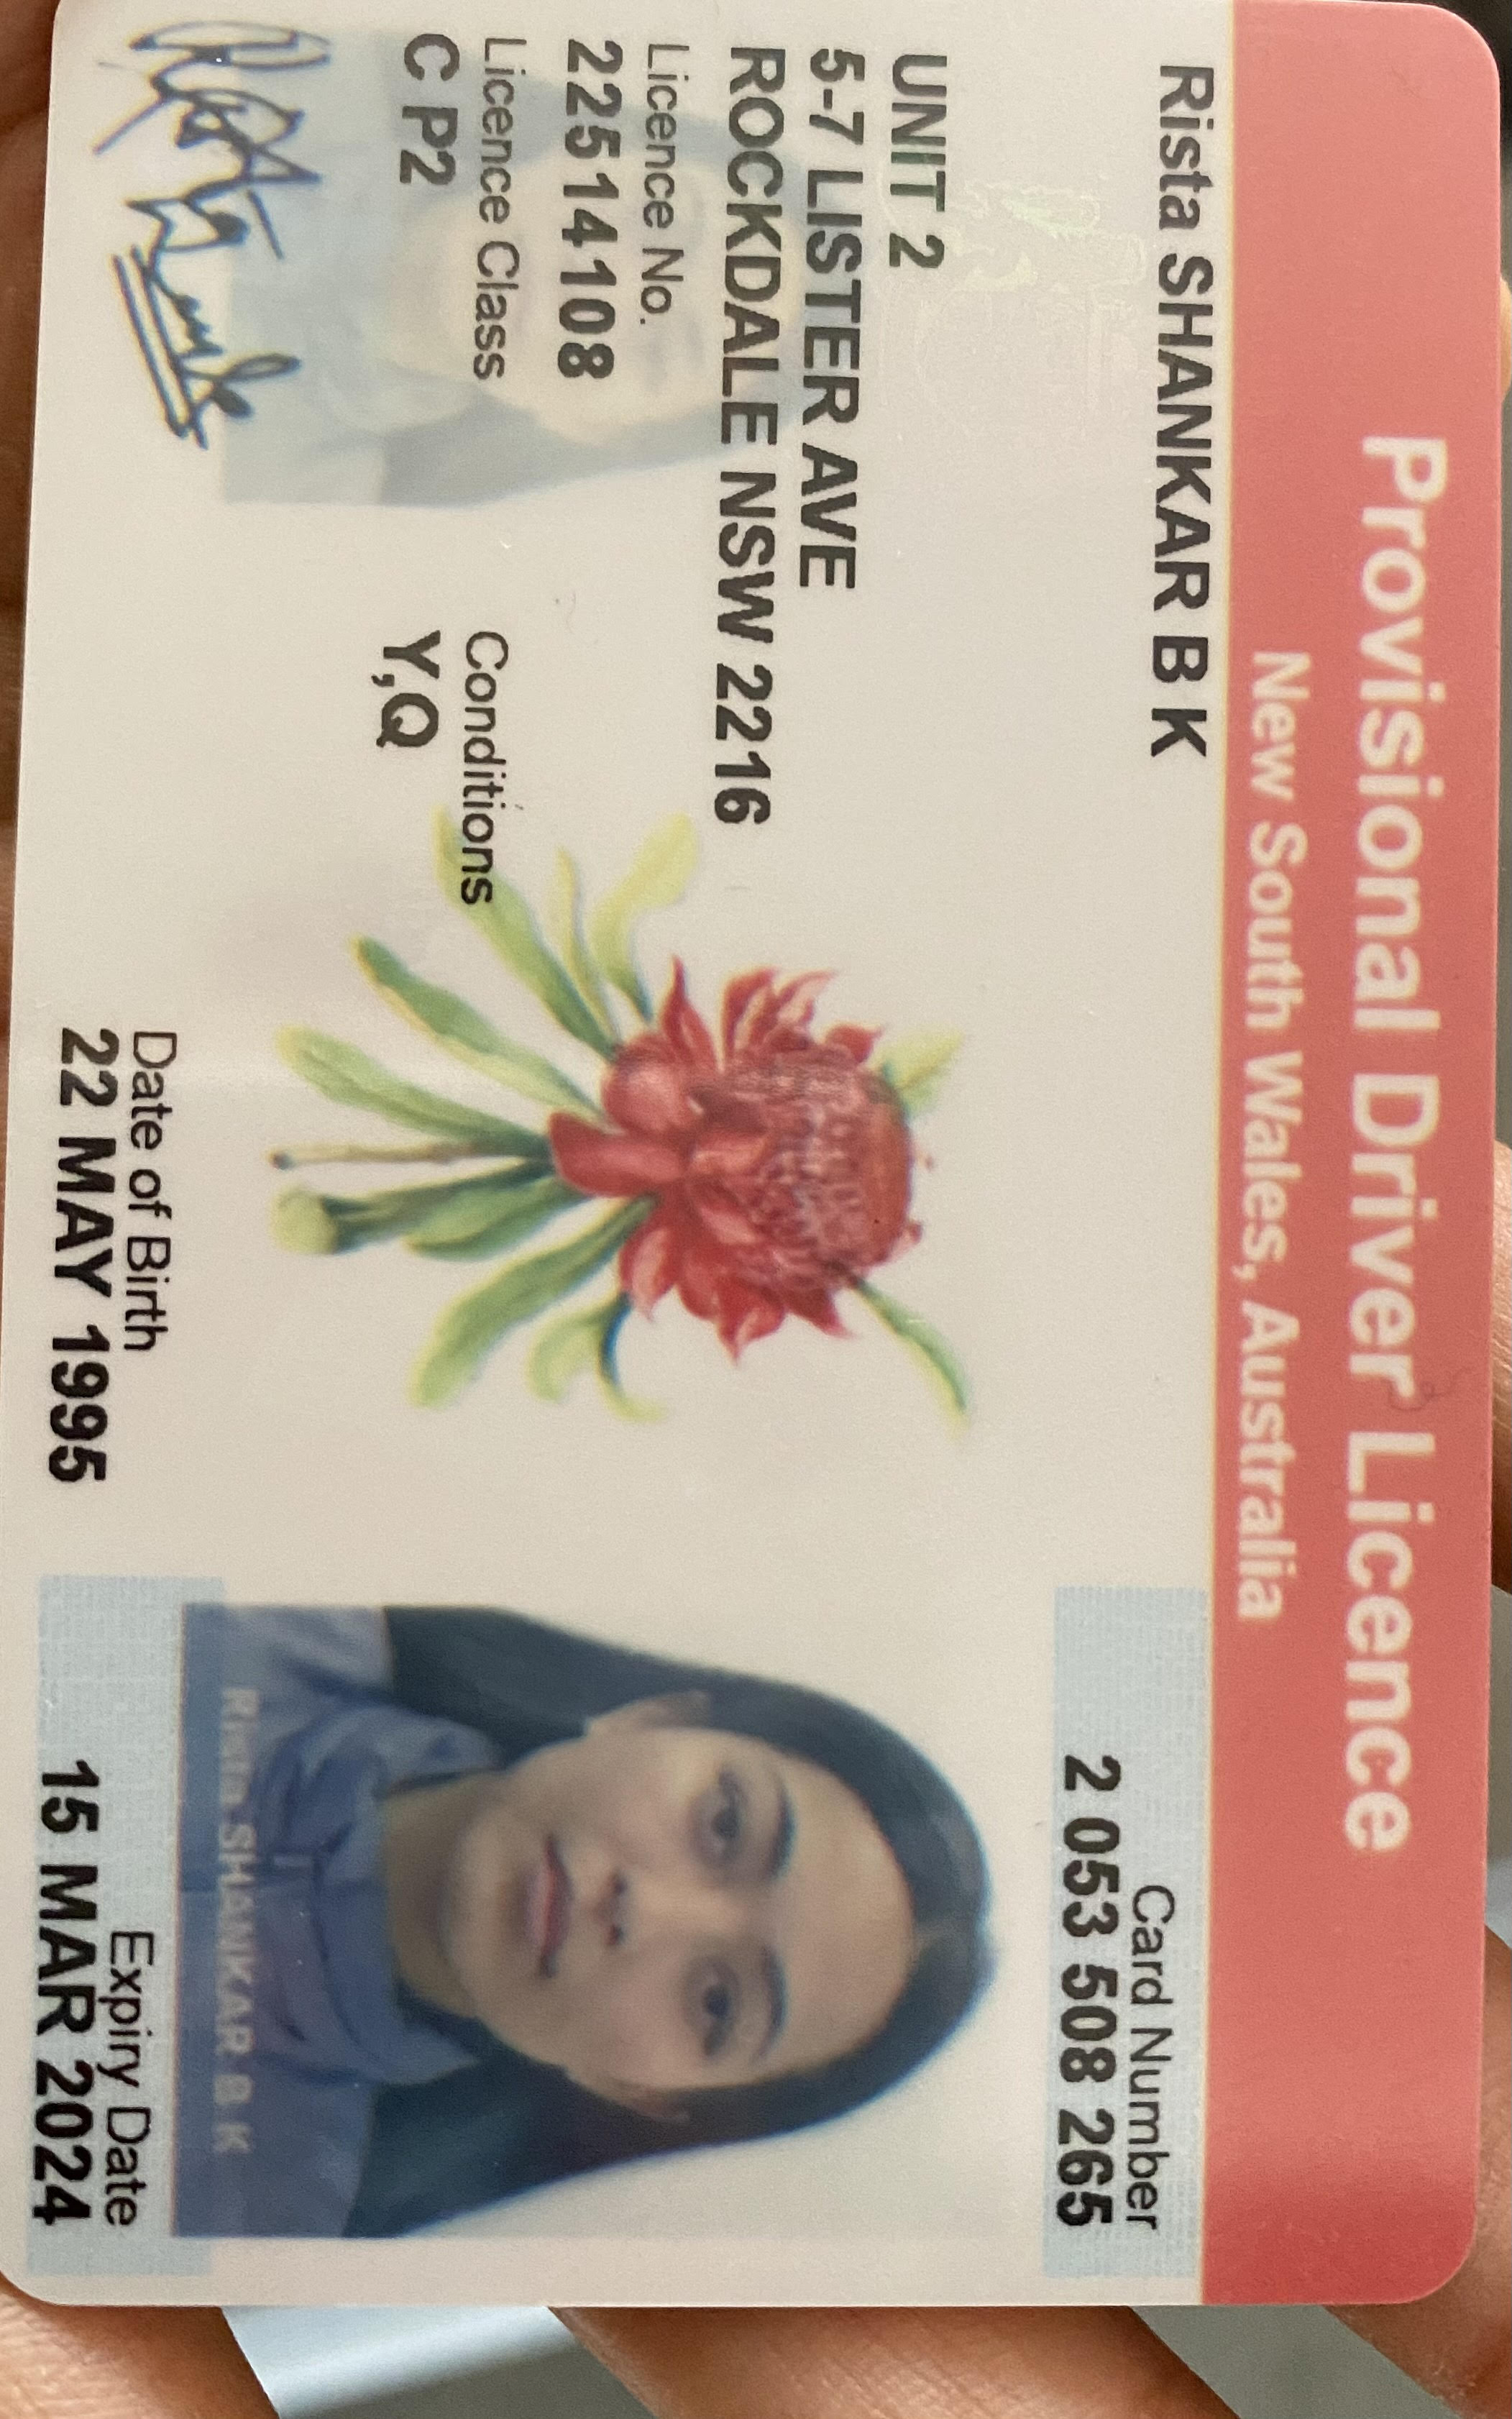 Provisional Driver Licence
New South Wales, Australia
Rista SHANKAR B K
Card Number
2 053 508 265
UNIT 2
5-7 LISTER AVE
ROCKDALE NSW 2216
Licence No.
22514108
Licence Class
C P2
Conditions
Y,Q
Rista SHANKAR B K
Date of Birth
22 MAY 1995
Expiry Date
15 MAR 2024